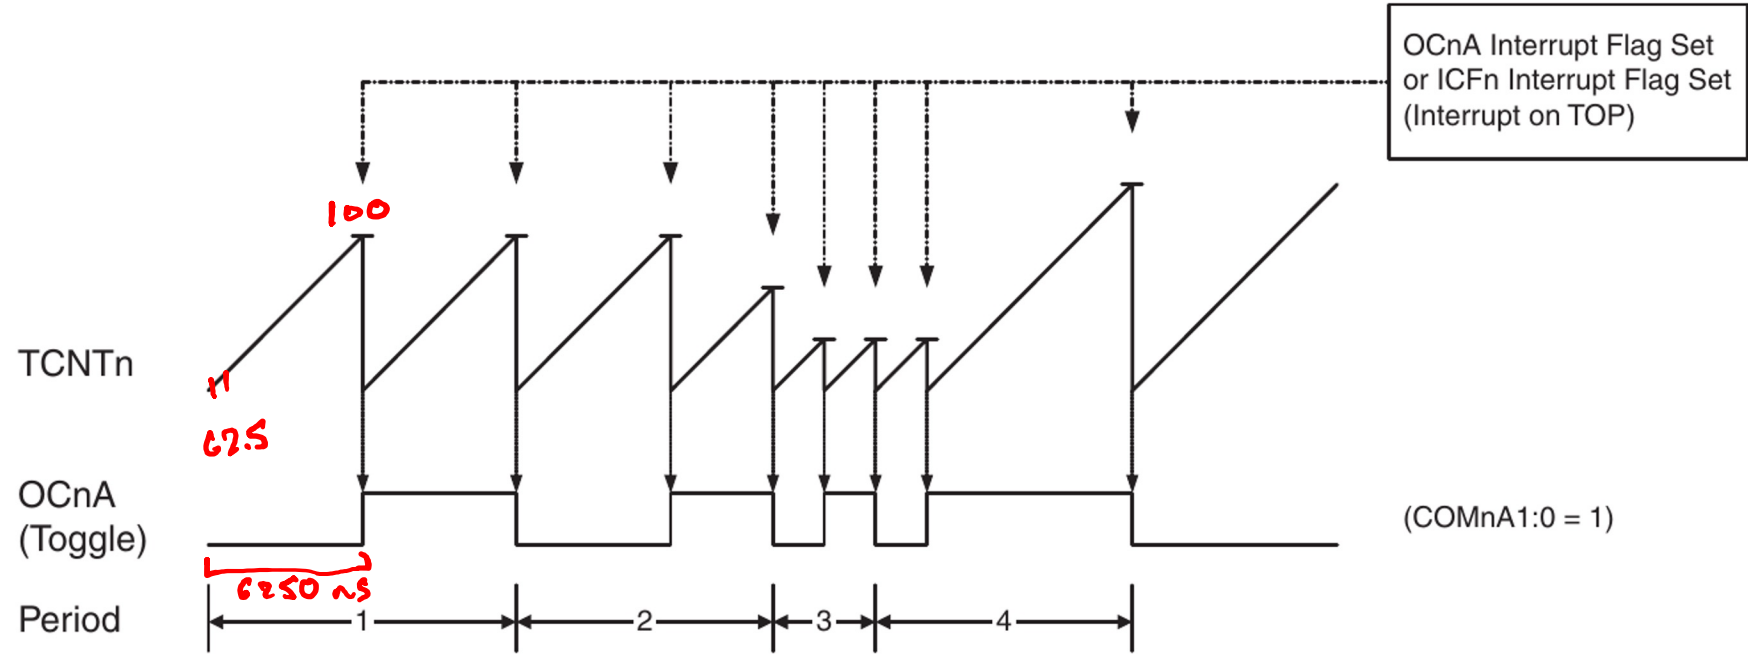 OCnA Interrupt Flag Set
or ICFn Interrupt Flag Set
(Interrupt on TOP)
100
TCNTn
62.5
OCnA
(Toggle)
(COMnA1:0 = 1)
6250 ns
Period
1
2
3
4